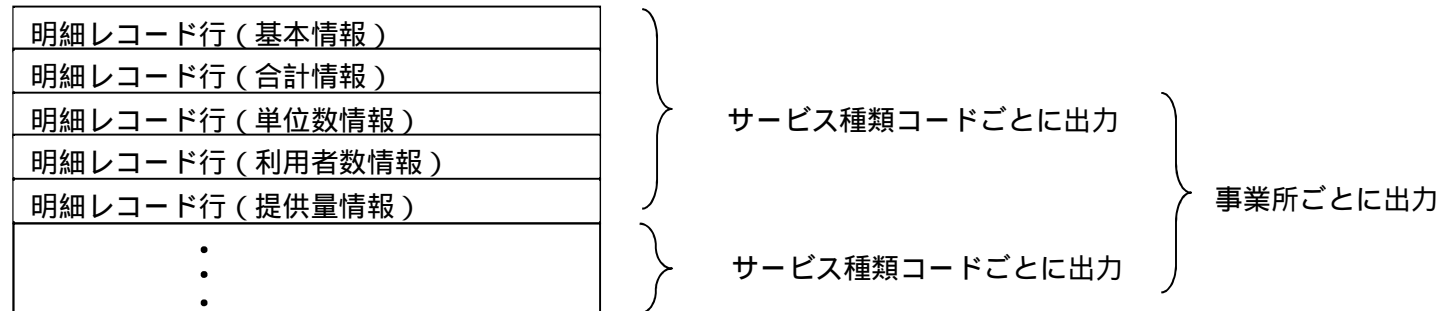 明細レコード行(基本情報)
明細レコード行(合計情報)
明細レコード行(単位数情報)
明細レコード行(利用者数情報)
明細レコード行(提供量情報)
・
・
・
サービス種類コードごとに出力
サービス種類コードごとに出力
事業所ごとに出力